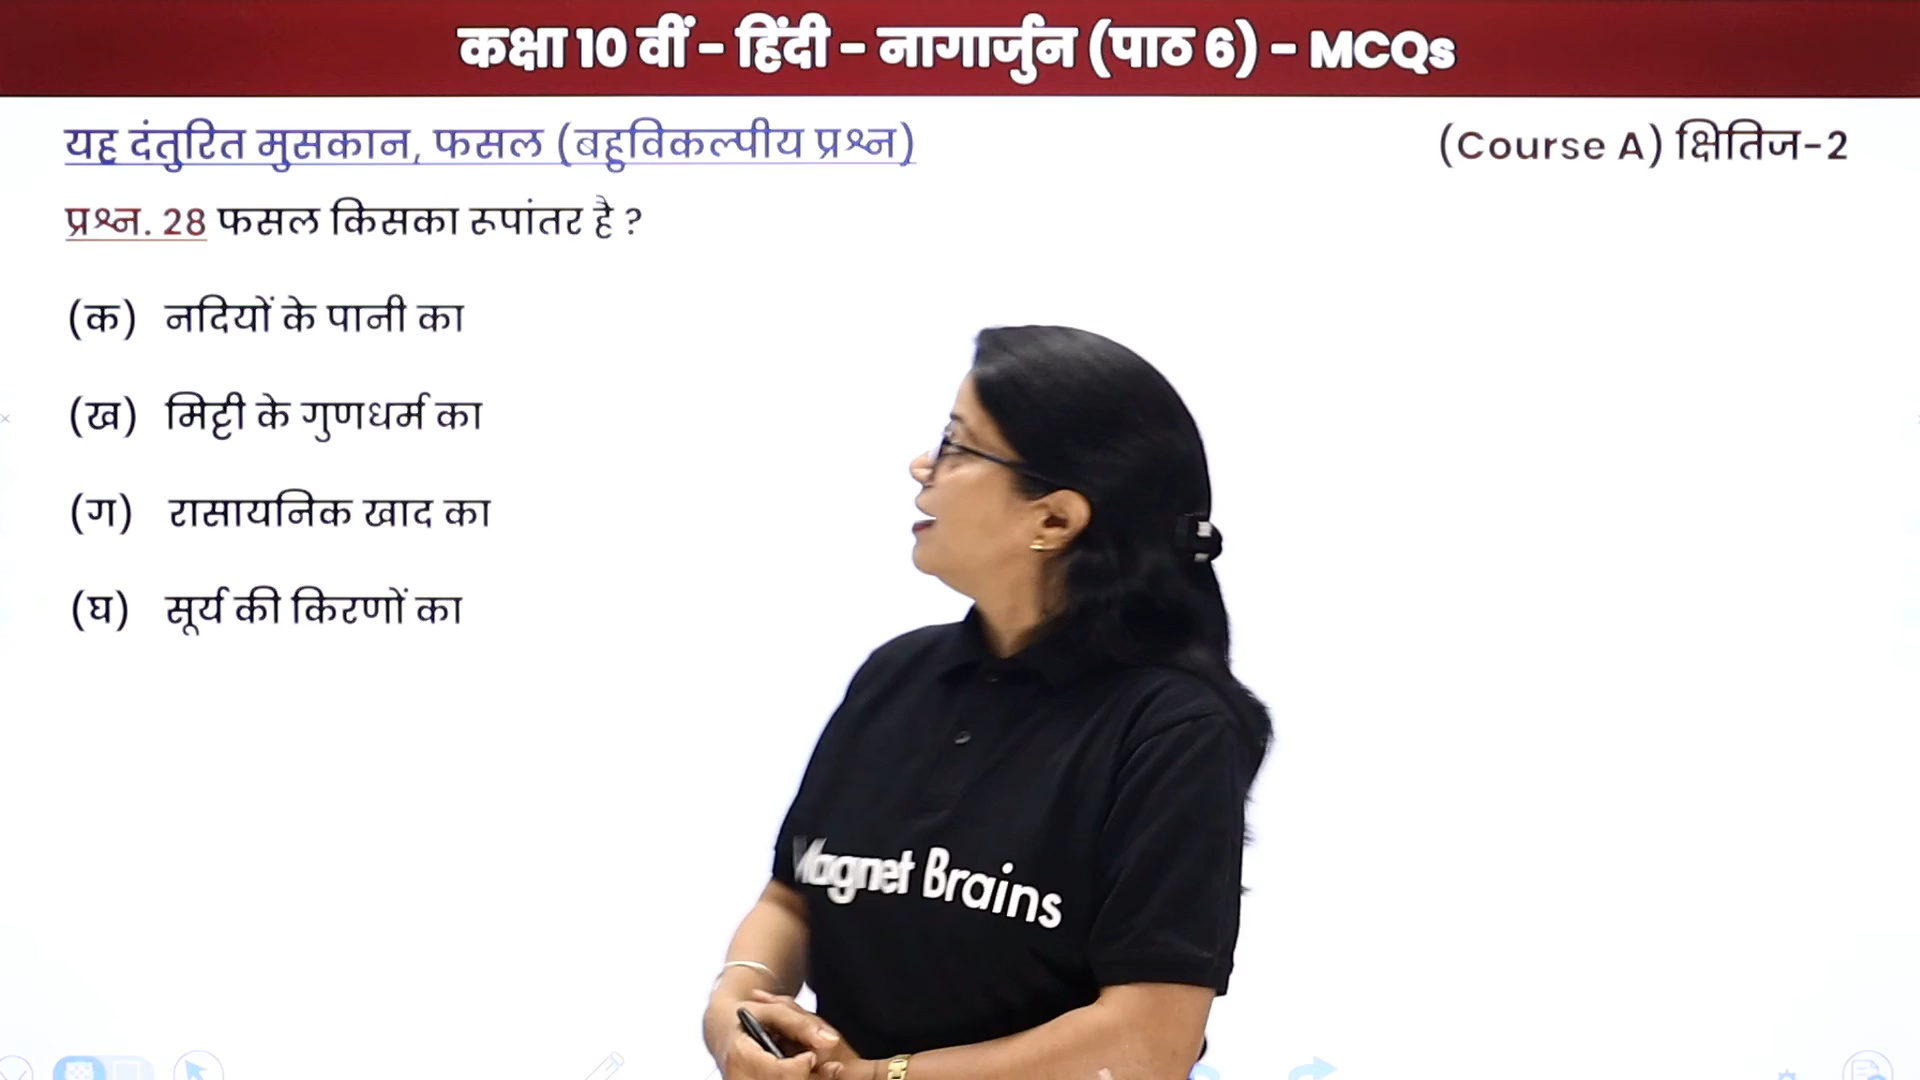 कक्षा 10 वीं - हिंदी - नागार्जुन (पाठ 6) - MCQs
यह दंतुरित मुसकान, फसल (बहुविकल्पीय प्रश्न)
(Course A) क्षितिज-2
प्रश्न. 28 फसल किसका रूपांतर है ?
(क) नदियों के पानी का
(ख) मिट्टी के गुणधर्म का
(ग) रासायनिक खाद का
(घ) सूर्य की किरणों का
Magnet Brains